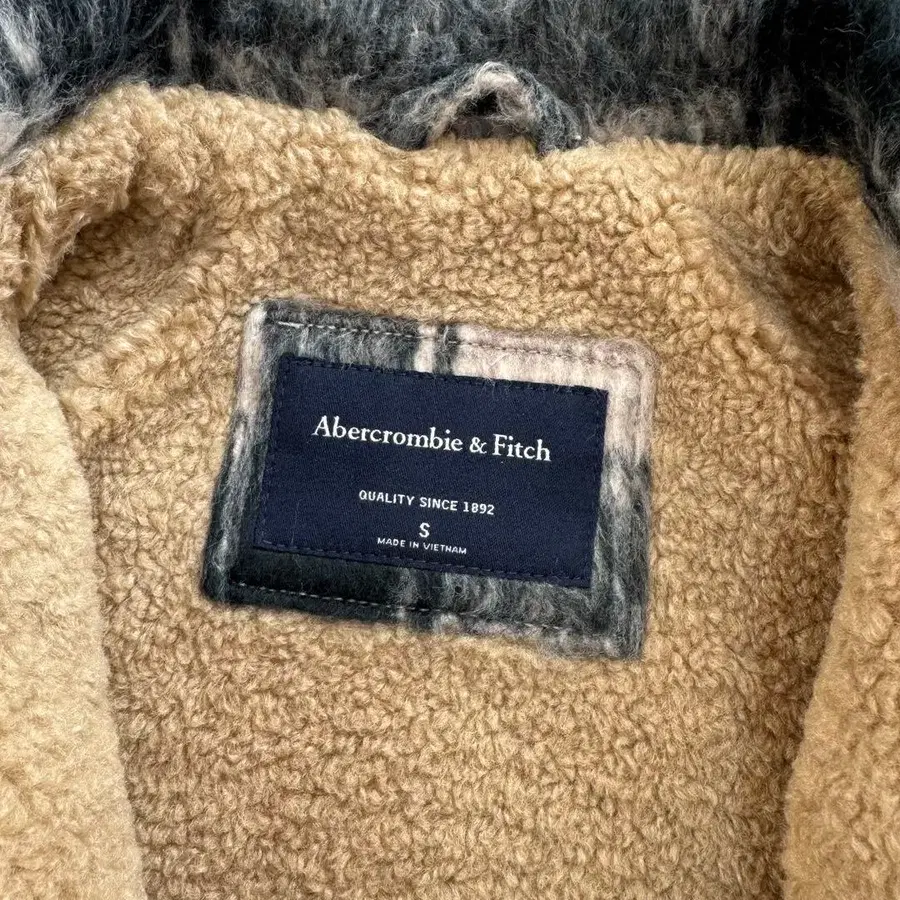 Abercrombie & Fitch
QUALITY SINCE 1892
S
MADE IN VIETNAM